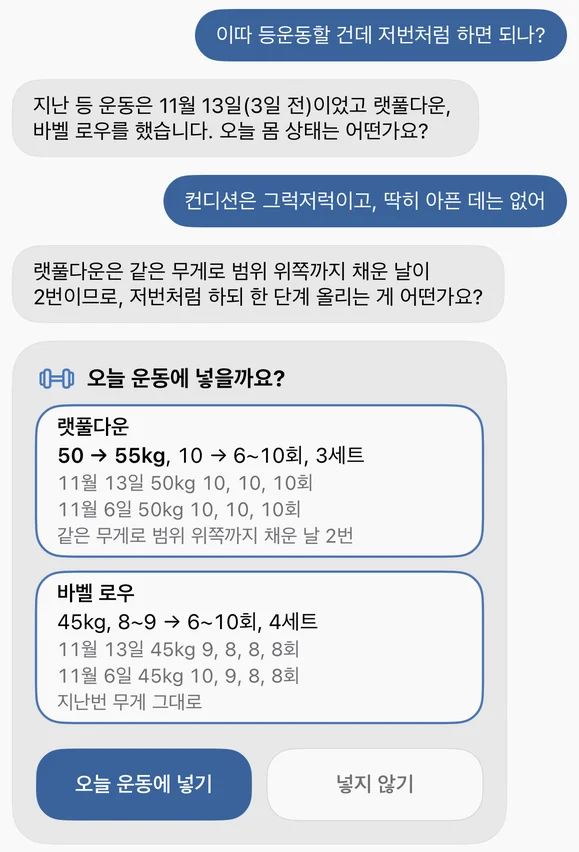 이따 등운동할 건데 저번처럼 하면 되나?
지난 등 운동은 11월 13일(3일 전)이었고 랫풀다운,
바벨 로우를 했습니다. 오늘 몸 상태는 어떤가요?
컨디션은 그럭저럭이고, 딱히 아픈 데는 없어
랫풀다운은 같은 무게로 범위 위쪽까지 채운 날이
2번이므로, 저번처럼 하되 한 단계 올리는 게 어떤가요?
오늘 운동에 넣을까요?
랫풀다운
50 → 55kg, 10 → 6~10회, 3세트
11월 13일 50kg 10, 10, 10회
11월 6일 50kg 10, 10, 10회
같은 무게로 범위 위쪽까지 채운 날 2번
바벨 로우
45kg, 8~9 → 6~10회, 4세트
11월 13일 45kg 9, 8, 8, 8회
11월 6일 45kg 10, 9, 8, 8회
지난번 무게 그대로
오늘 운동에 넣기
넣지 않기